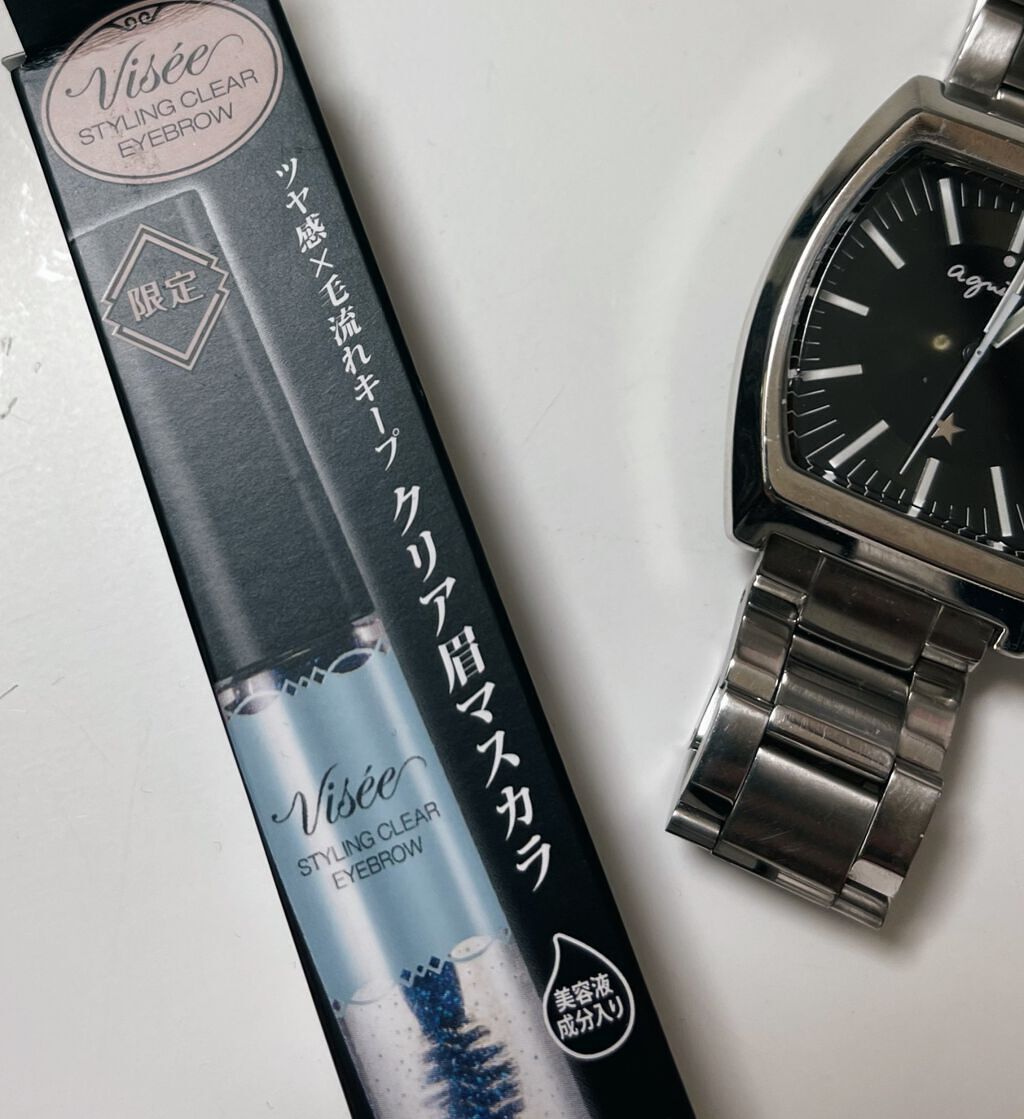 Visée
STYLING CLEAR
EYEBROW
限定
ツヤ感×毛流れキープ
クリア眉マスカラ
Visée
STYLING CLEAR
EYEBROW
美容液
成分入り